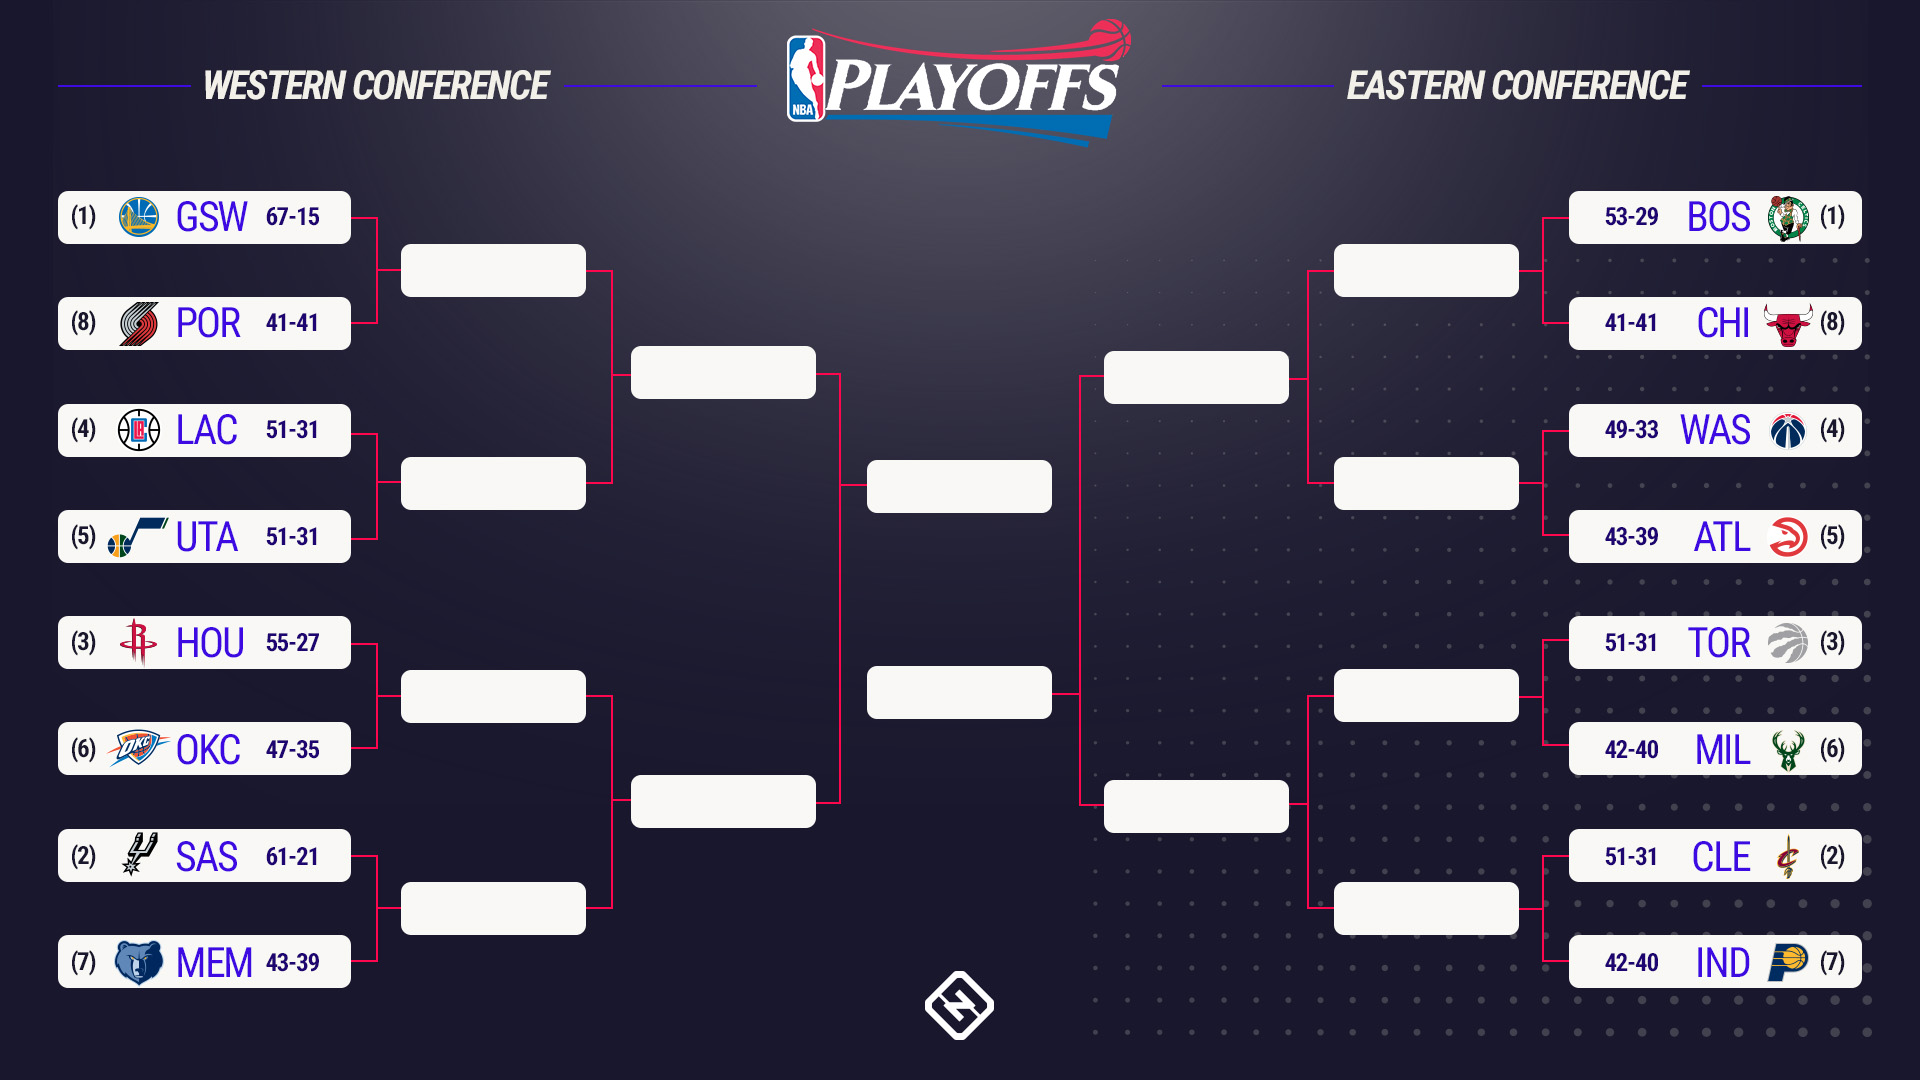 WESTERN CONFERENCE
NBA PLAYOFFS
EASTERN CONFERENCE
(1) GSW 67-15
(8) POR 41-41
(4) LAC 51-31
(5) UTA 51-31
(3) HOU 55-27
(6) OKC OKC 47-35
(2) SAS 61-21
(7) MEM 43-39
53-29 BOS (1)
41-41 CHI (8)
49-33 WAS (4)
43-39 ATL (5)
51-31 TOR (3)
42-40 MIL (6)
51-31 CLE (2)
42-40 IND (7)